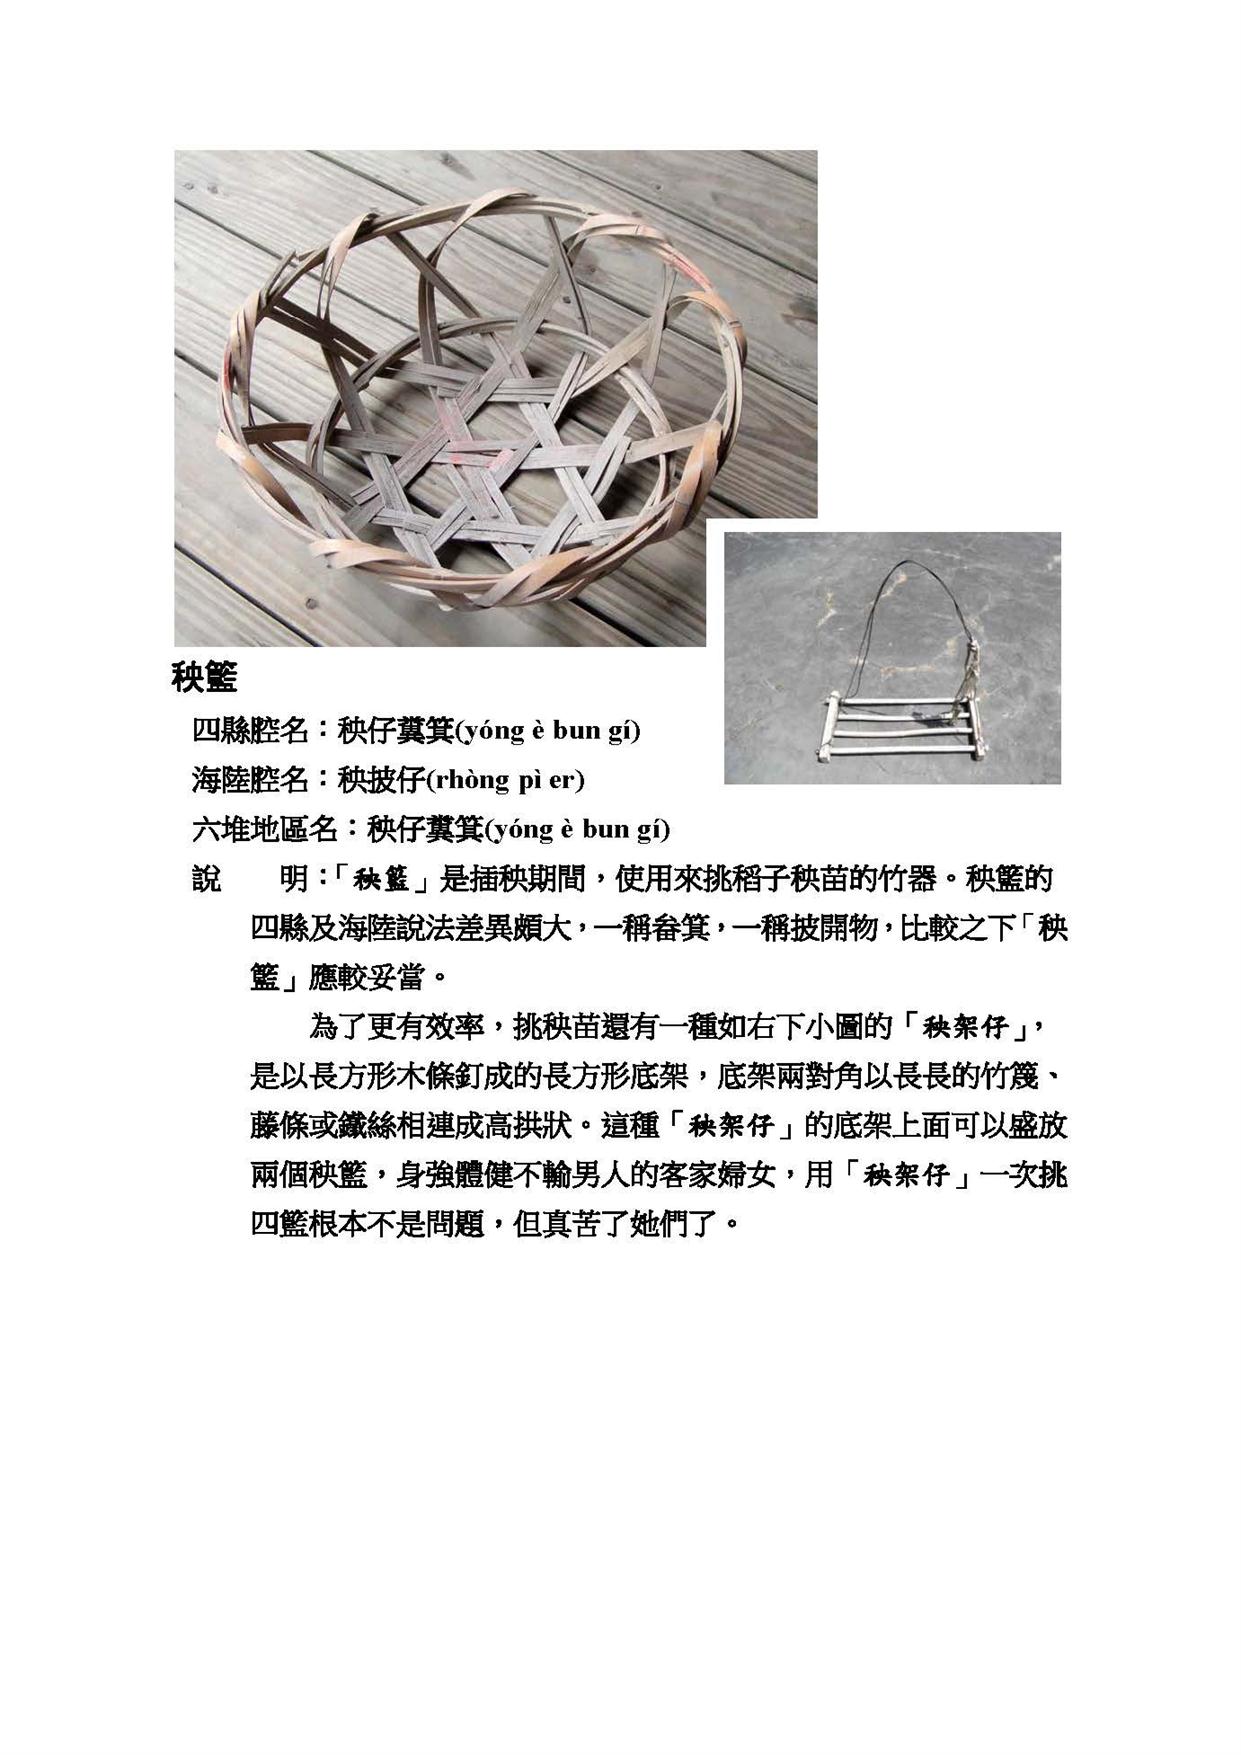 秧籃
四縣腔名：秧仔糞箕(yóng è bun gí)
海陸腔名：秧披仔(rhòng pì er)
六堆地區名：秧仔糞箕(yóng è bun gí)
說　　明：「秧籃」是插秧期間，使用來挑稻子秧苗的竹器。秧籃的
四縣及海陸說法差異頗大，一稱畚箕，一稱披開物，比較之下「秧
籃」應較妥當。
為了更有效率，挑秧苗還有一種如右下小圖的「秧架仔」，
是以長方形木條釘成的長方形底架，底架兩對角以長長的竹篾、
藤條或鐵絲相連成高拱狀。這種「秧架仔」的底架上面可以盛放
兩個秧籃，身強體健不輸男人的客家婦女，用「秧架仔」一次挑
四籃根本不是問題，但真苦了她們了。